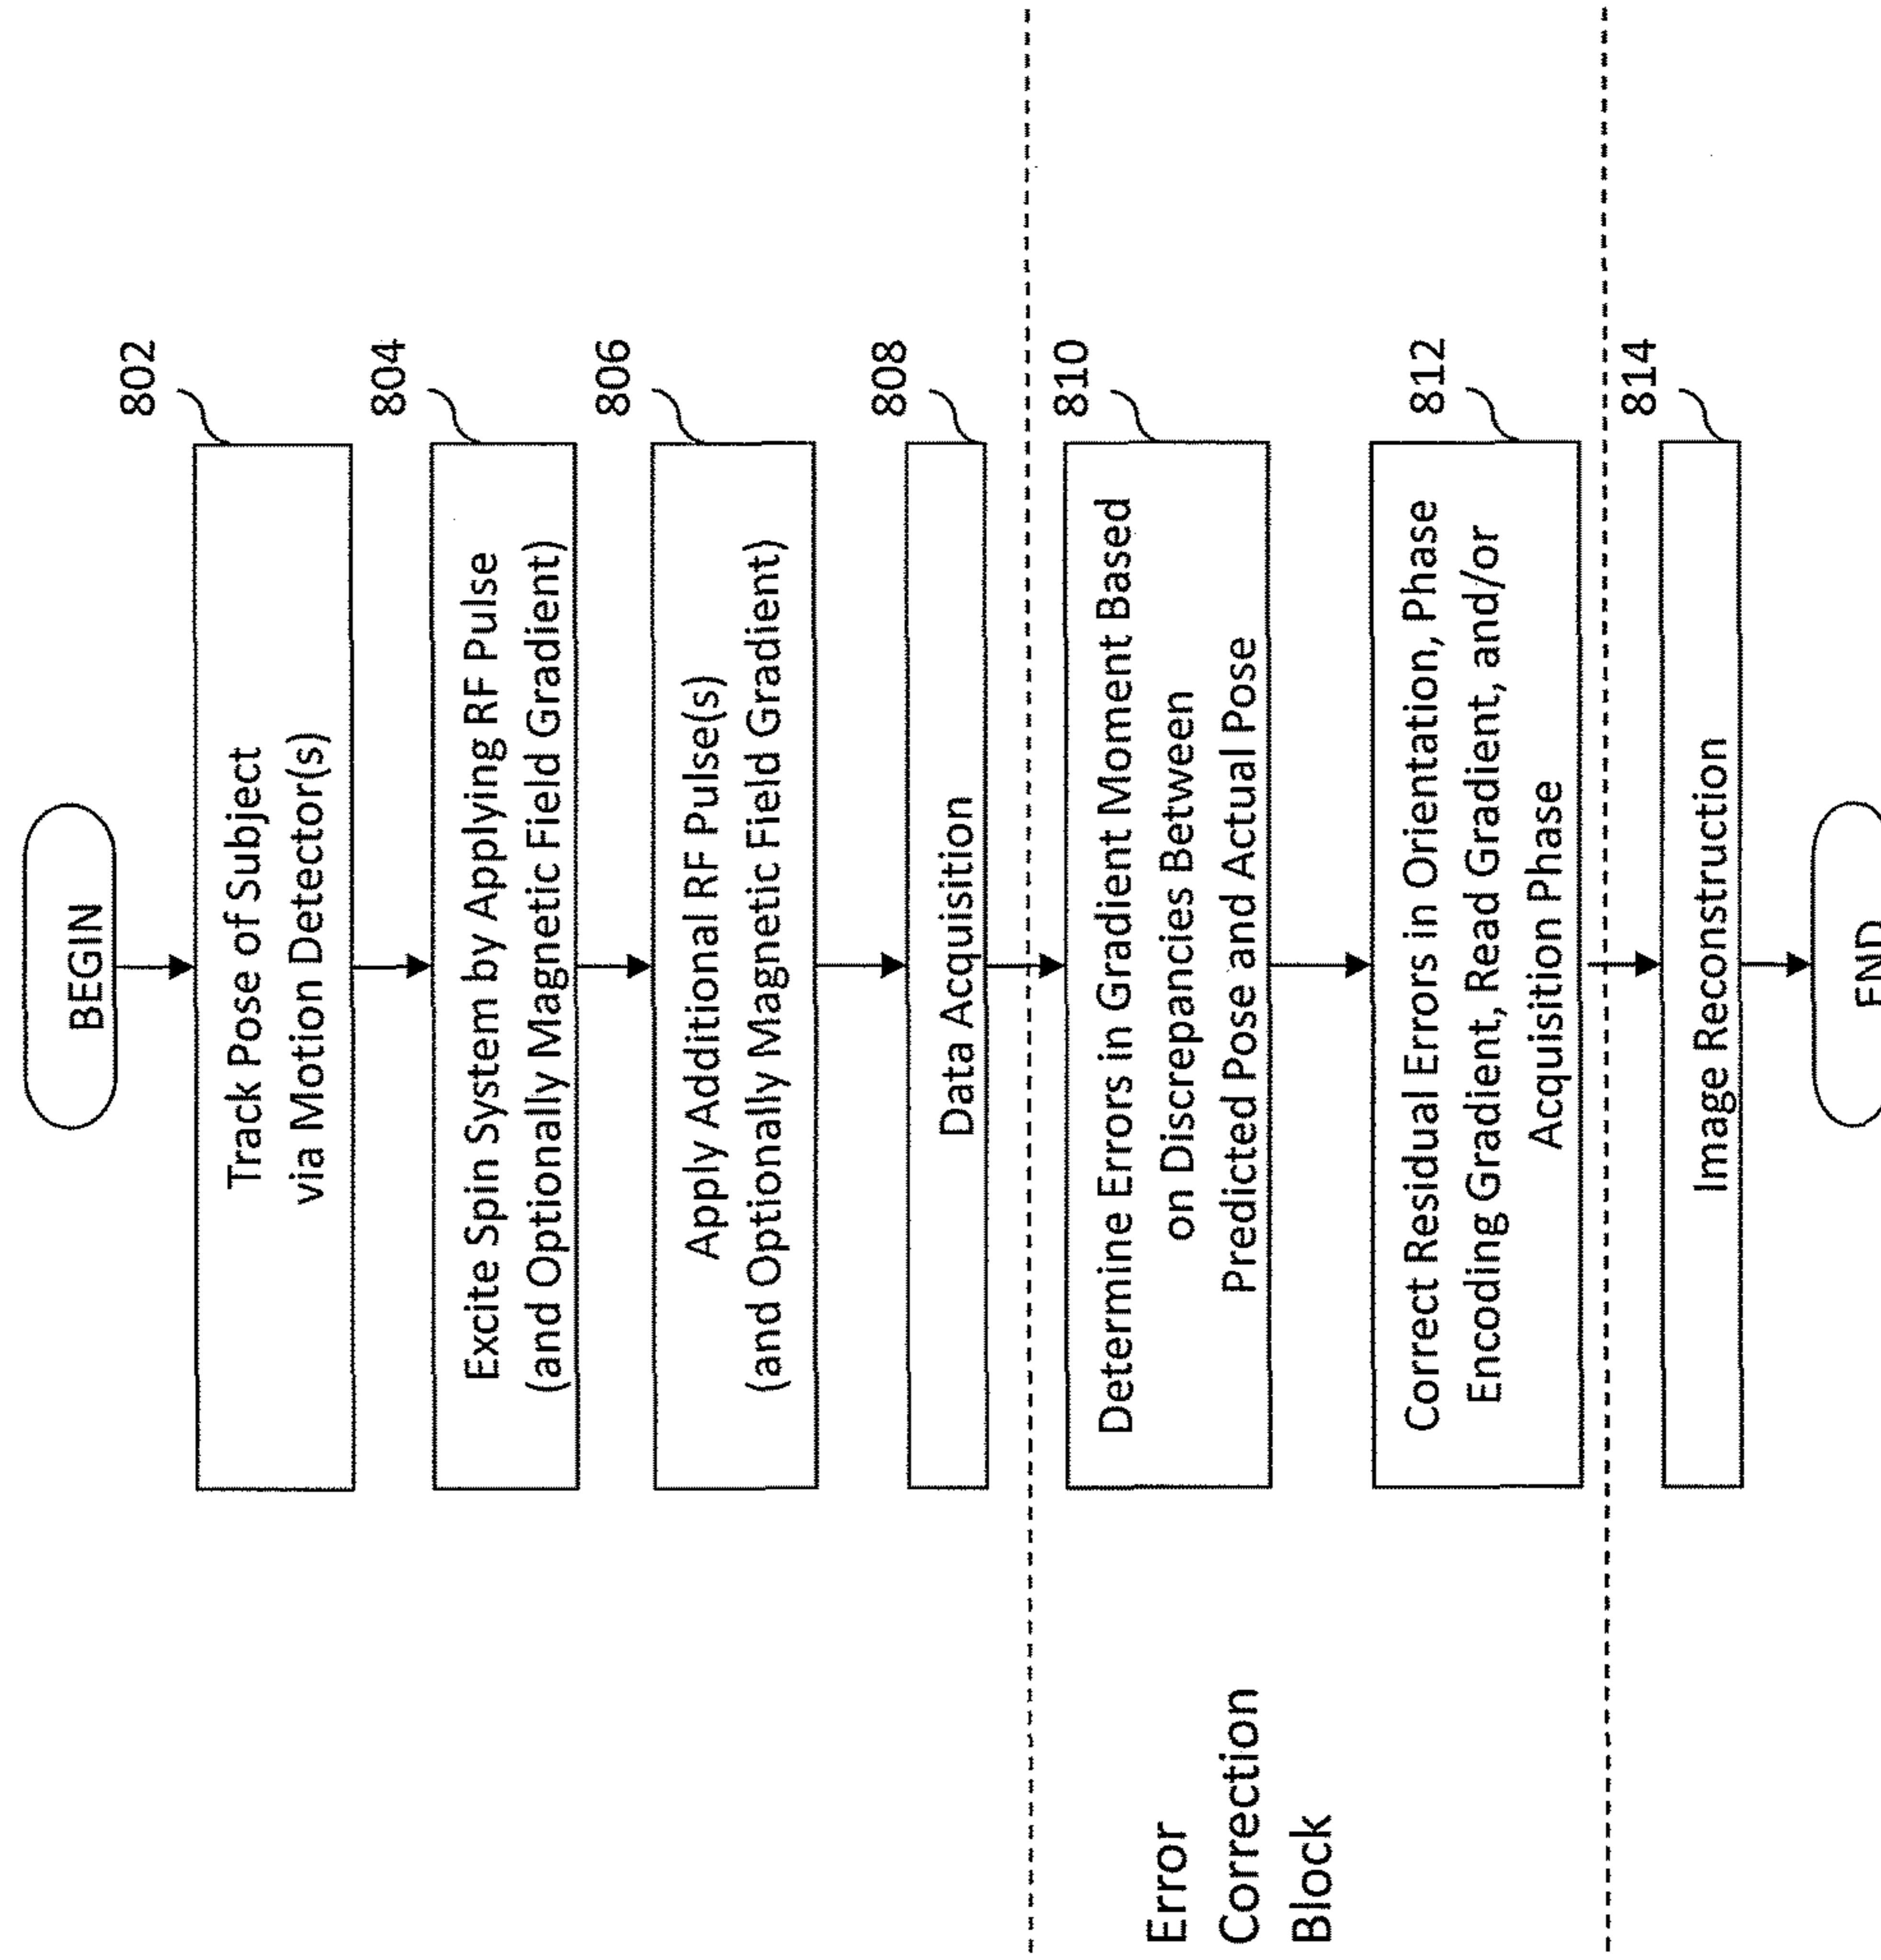 BEGIN
802
Track Pose of Subject
via Motion Detector(s)
804
Excite Spin System by Applying RF Pulse
(and Optionally Magnetic Field Gradient)
806
Apply Additional RF Pulse(s)
(and Optionally Magnetic Field Gradient)
808
Data Acquisition
Error
Correction
Block
810
Determine Errors in Gradient Moment Based
on Discrepancies Between
Predicted Pose and Actual Pose
812
Correct Residual Errors in Orientation, Phase
Encoding Gradient, Read Gradient, and/or
Acquisition Phase
814
Image Reconstruction
END